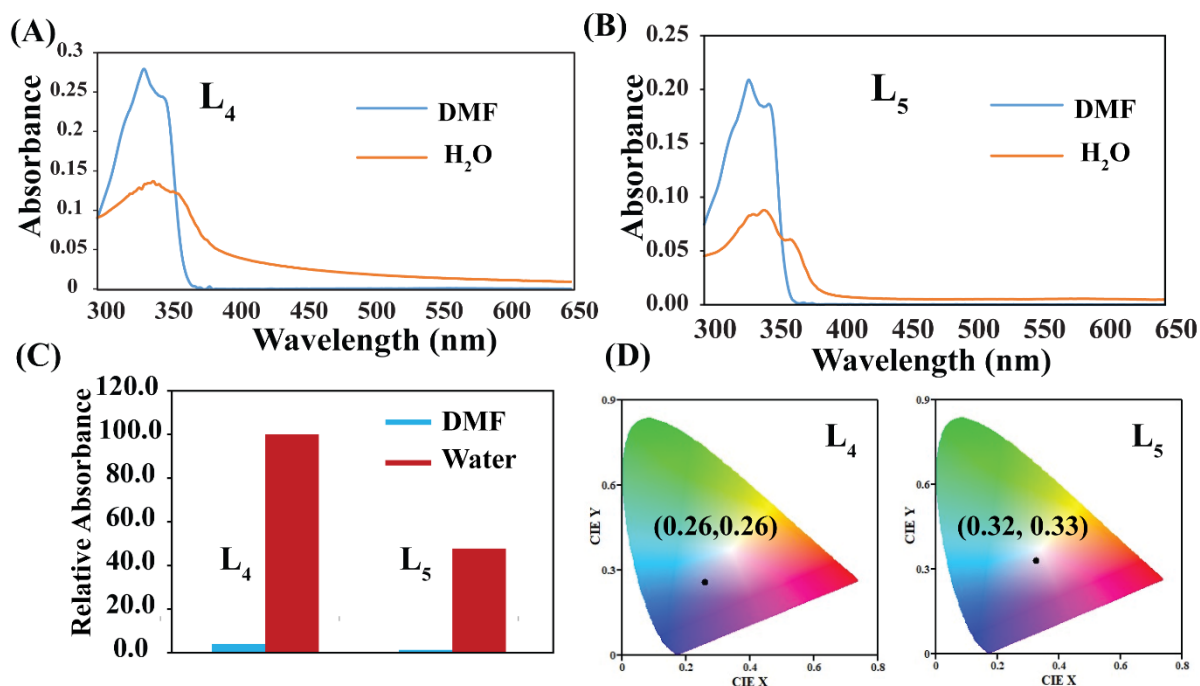 (A)
L4
0.3
0.25
0.2
0.15
0.1
0.05
0
DMF
H2O
Absorbance
300 350 400 450 500 550 600 650
Wavelength (nm)
(B)
L5
0.25
0.20
0.15
0.10
0.05
0.00
DMF
H2O
Absorbance
300 350 400 450 500 550 600 650
Wavelength (nm)
(C)
120.0
100.0
80.0
60.0
40.0
20.0
0.0
Relative Absorbance
DMF
Water
L4
L5
(D)
0.9
0.6
0.3
0
CIE Y
L4
(0.26,0.26)
0 0.2 0.4 0.6 0.8
CIE X
0.9
0.6
0.3
0
CIE Y
L5
(0.32, 0.33)
0 0.2 0.4 0.6 0.8
CIE X